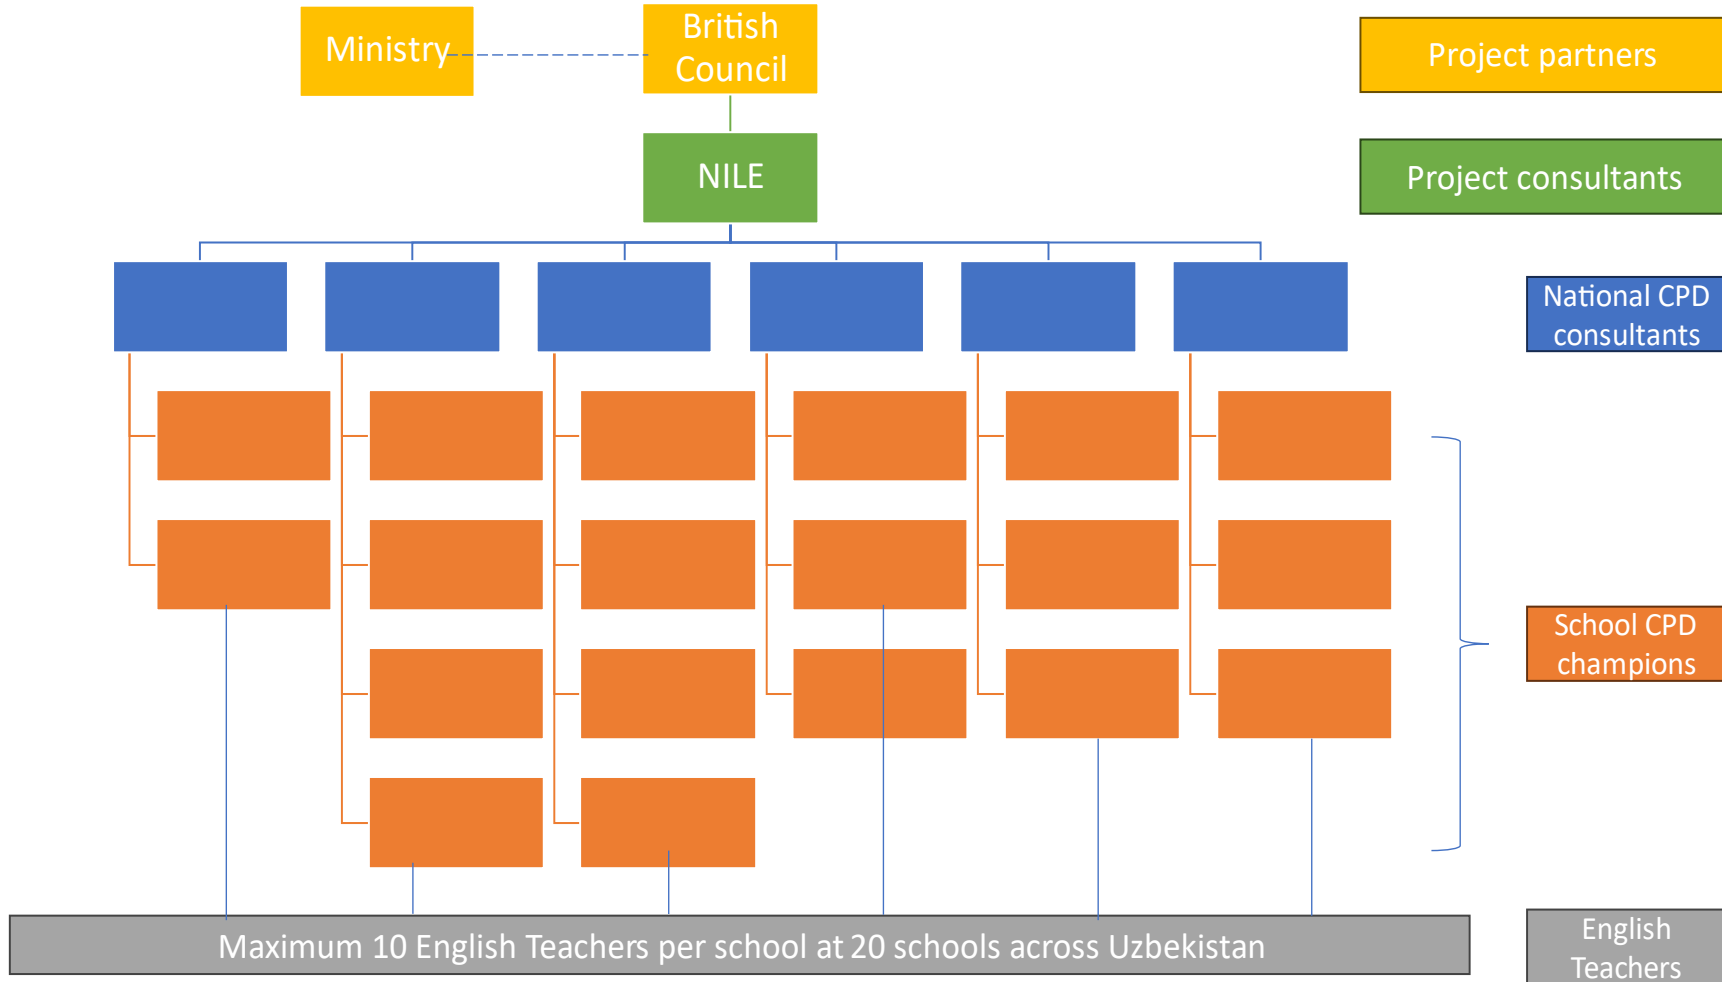 Ministry
British
Council
Project partners
NILE
Project consultants
National CPD
consultants
School CPD
champions
Maximum 10 English Teachers per school at 20 schools across Uzbekistan
English
Teachers